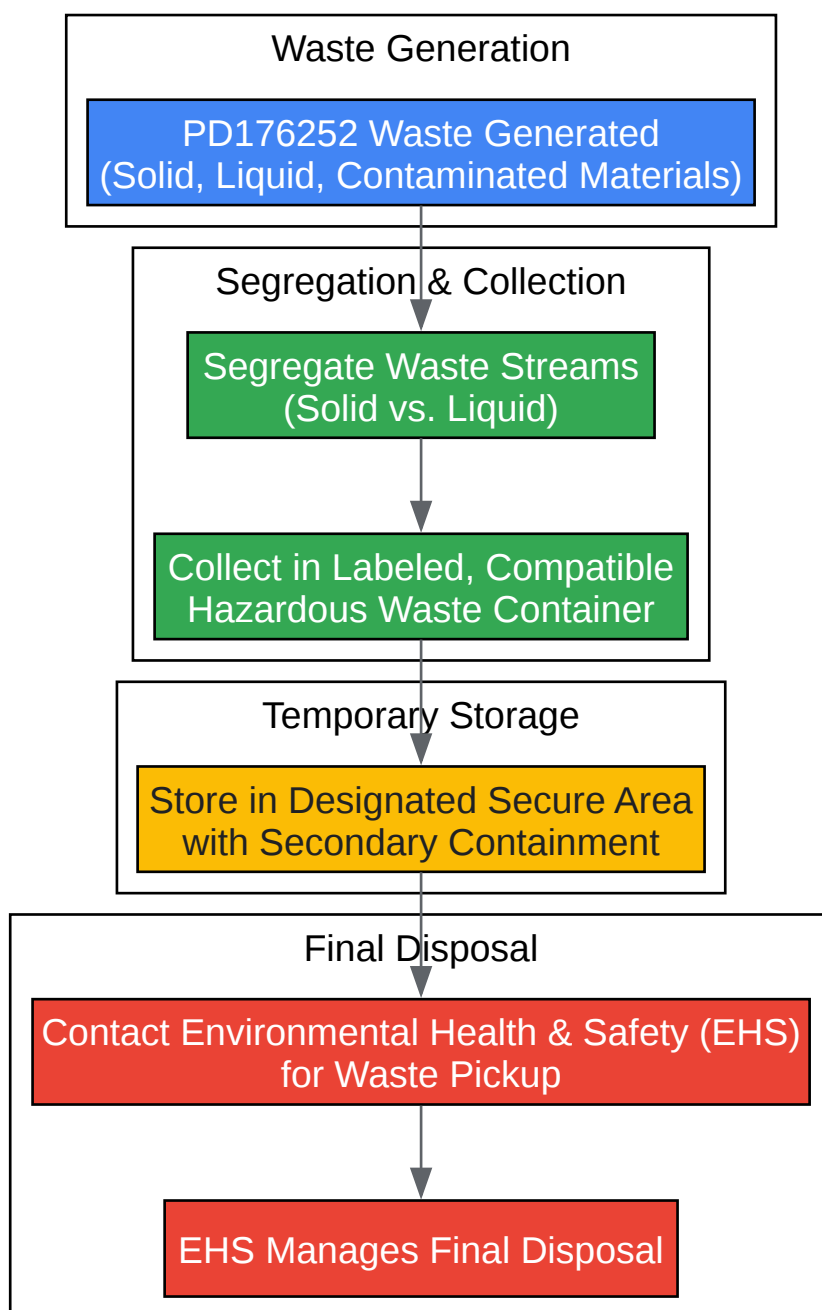 Waste Generation
PD176252 Waste Generated
(Solid, Liquid, Contaminated Materials)
Segregation & Collection
Segregate Waste Streams
(Solid vs. Liquid)
Collect in Labeled, Compatible
Hazardous Waste Container
Temporary Storage
Store in Designated Secure Area
with Secondary Containment
Final Disposal
Contact Environmental Health & Safety (EHS)
for Waste Pickup
EHS Manages Final Disposal